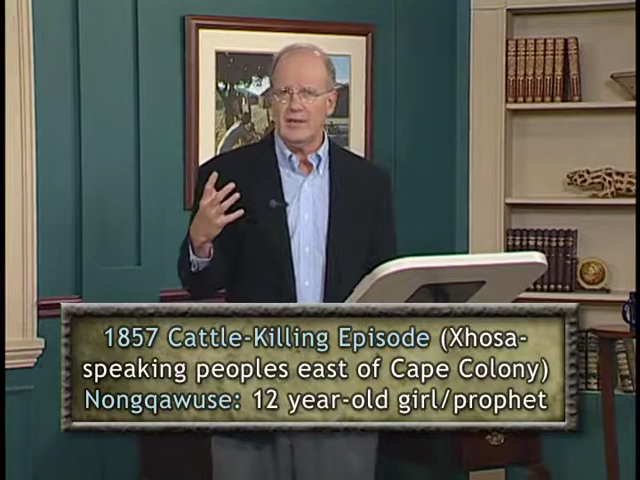 1857 Cattle-Killing Episode (Xhosa-
speaking peoples east of Cape Colony)
Nongqawuse: 12 year-old girl/prophet